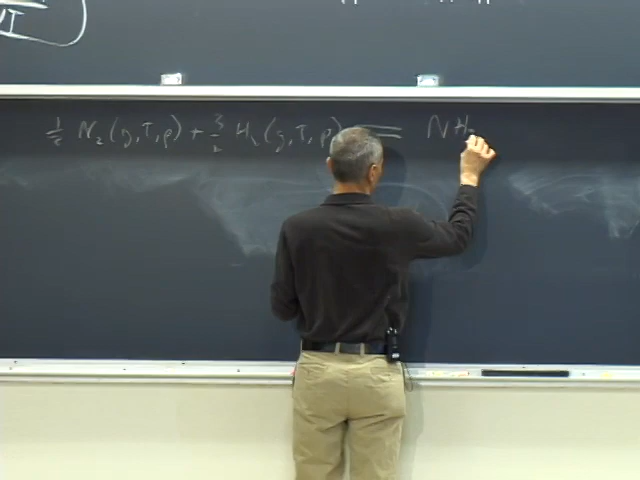 ½ N₂(g,T,p) + 3/2 H₂(g,T,p) = NH₃